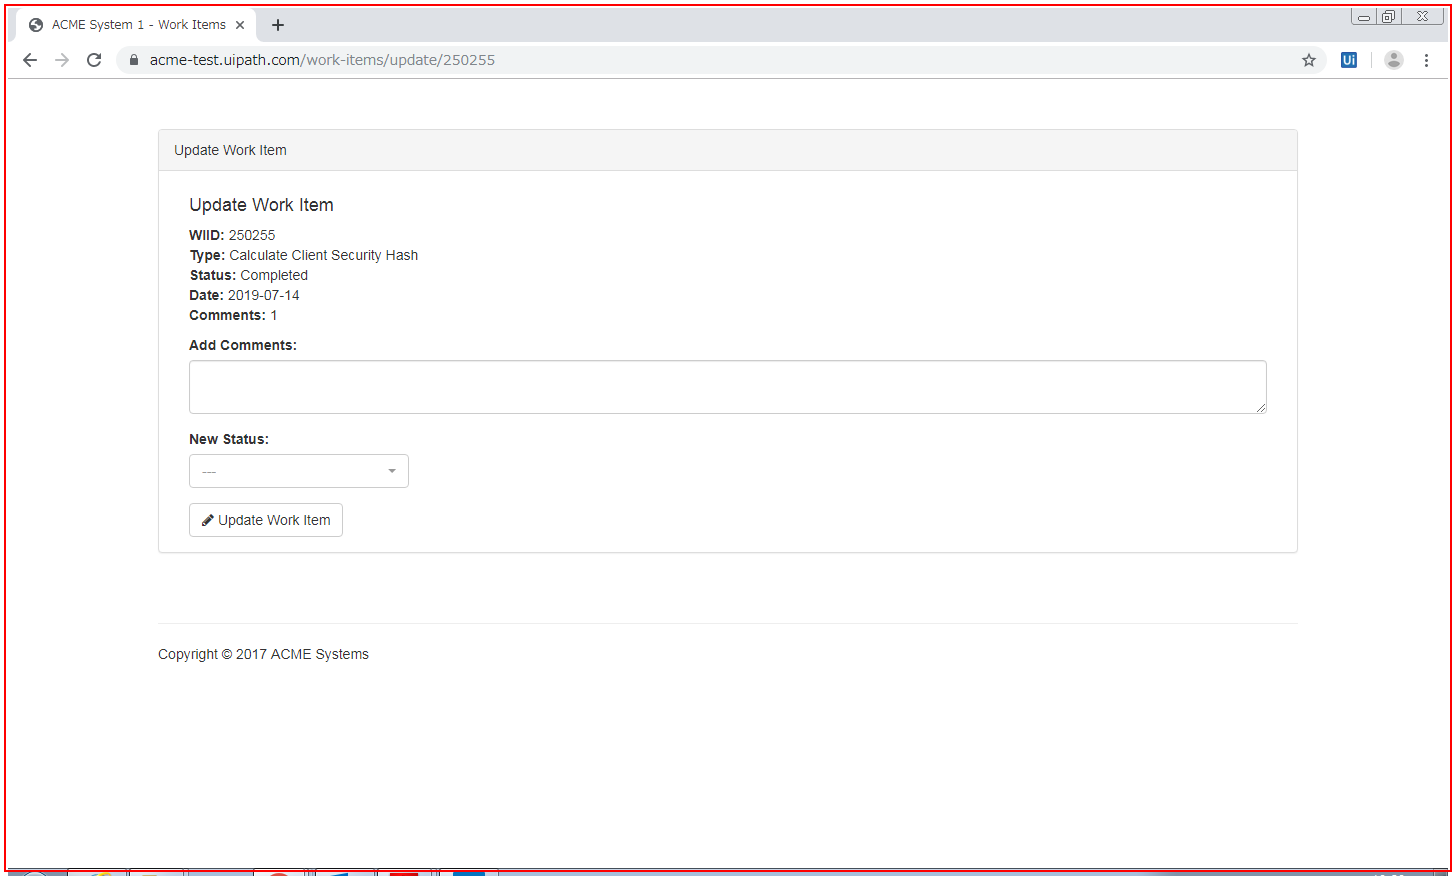 ACME System 1 - Work Items
acme-test.uipath.com/work-items/update/250255
Ui
Update Work Item
Update Work Item
WIID: 250255
Type: Calculate Client Security Hash
Status: Completed
Date: 2019-07-14
Comments: 1
Add Comments:
New Status:
---
Update Work Item
Copyright © 2017 ACME Systems